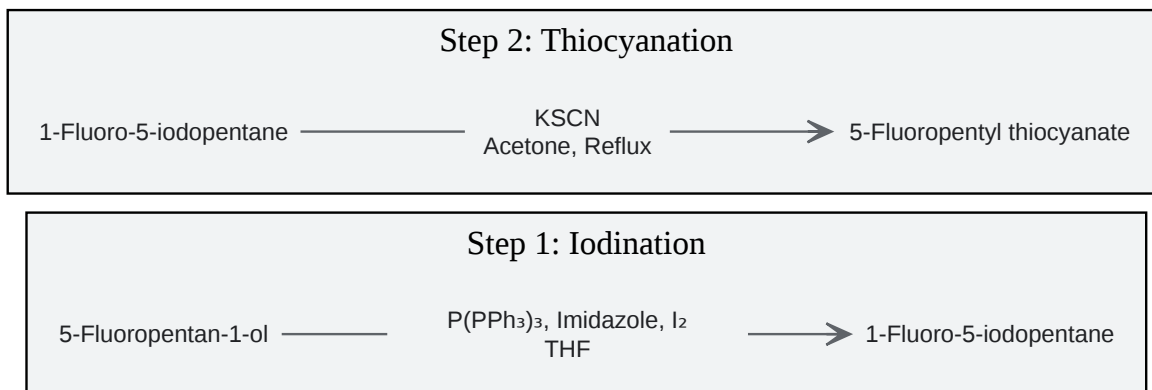 Step 2: Thiocyanation
1-Fluoro-5-iodopentane
KSCN
Acetone, Reflux
5-Fluoropentyl thiocyanate
Step 1: Iodination
5-Fluoropentan-1-ol
P(PPh₃)₃, Imidazole, I₂
THF
1-Fluoro-5-iodopentane